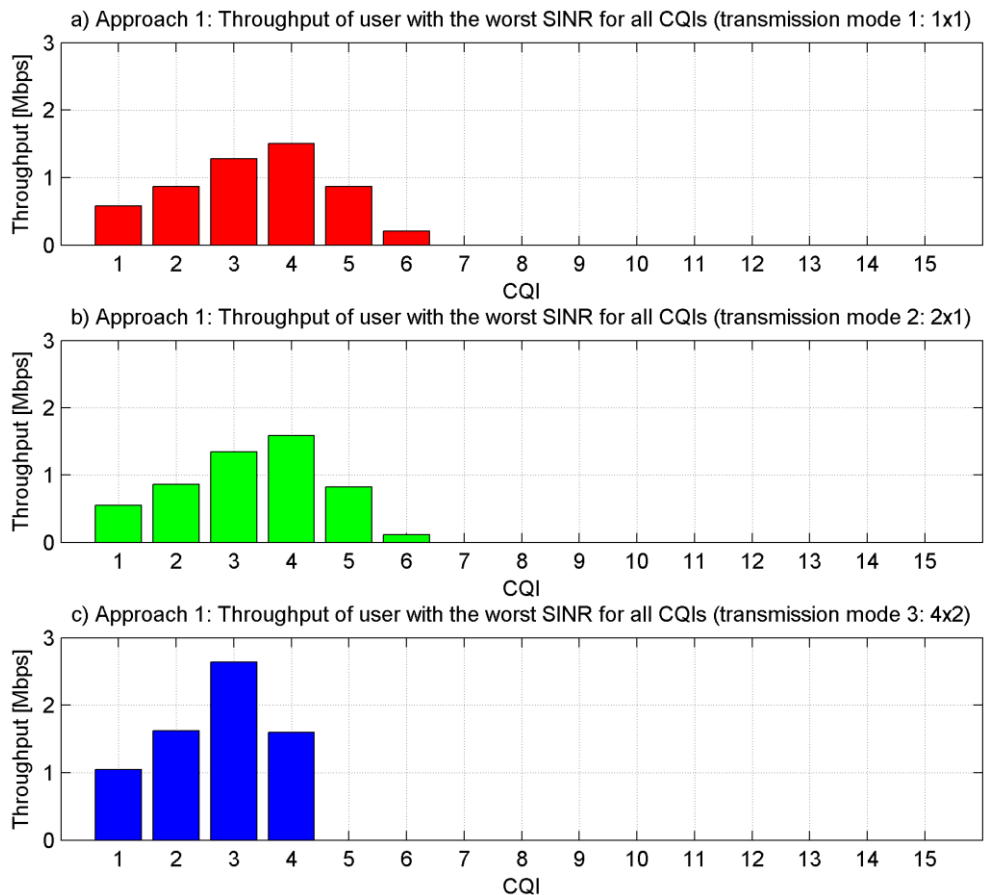 a) Approach 1: Throughput of user with the worst SINR for all CQIs (transmission mode 1: 1x1)
3
2
1
0
Throughput [Mbps]
1 2 3 4 5 6 7 8 9 10 11 12 13 14 15
CQI
b) Approach 1: Throughput of user with the worst SINR for all CQIs (transmission mode 2: 2x1)
3
2
1
0
Throughput [Mbps]
1 2 3 4 5 6 7 8 9 10 11 12 13 14 15
CQI
c) Approach 1: Throughput of user with the worst SINR for all CQIs (transmission mode 3: 4x2)
3
2
1
0
Throughput [Mbps]
1 2 3 4 5 6 7 8 9 10 11 12 13 14 15
CQI